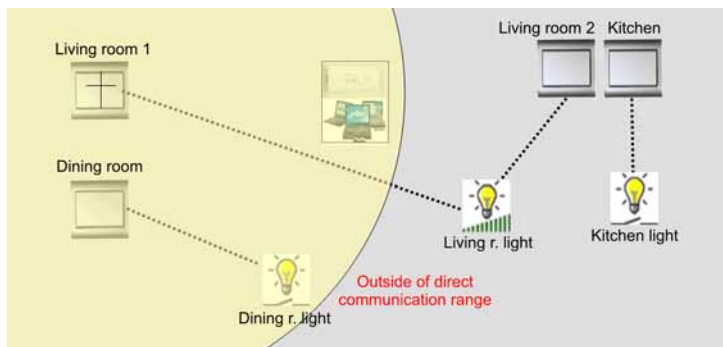 Living room 1
Living room 2
Kitchen
Dining room
Living r. light
Kitchen light
Outside of direct
communication range
Dining r. light